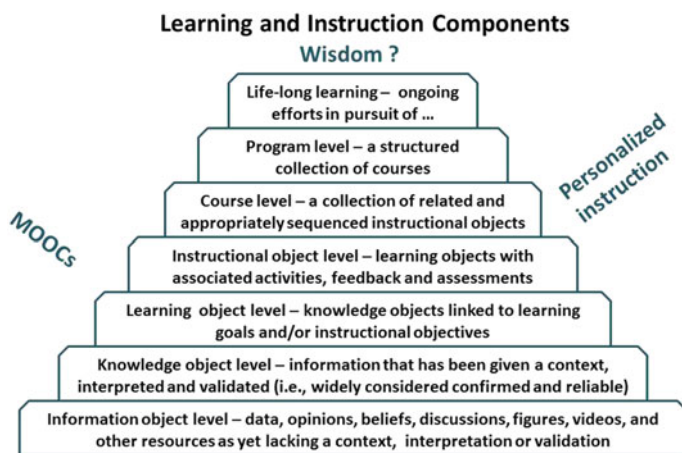 Learning and Instruction Components
Wisdom ?
Life-long learning – ongoing
efforts in pursuit of ...
Program level – a structured
collection of courses
Course level – a collection of related and
appropriately sequenced instructional objects
Instructional object level – learning objects with
associated activities, feedback and assessments
Learning object level – knowledge objects linked to learning
goals and/or instructional objectives
Knowledge object level – information that has been given a context,
interpreted and validated (i.e., widely considered confirmed and reliable)
Information object level – data, opinions, beliefs, discussions, figures, videos, and
other resources as yet lacking a context, interpretation or validation
MOOCs
Personalized
instruction